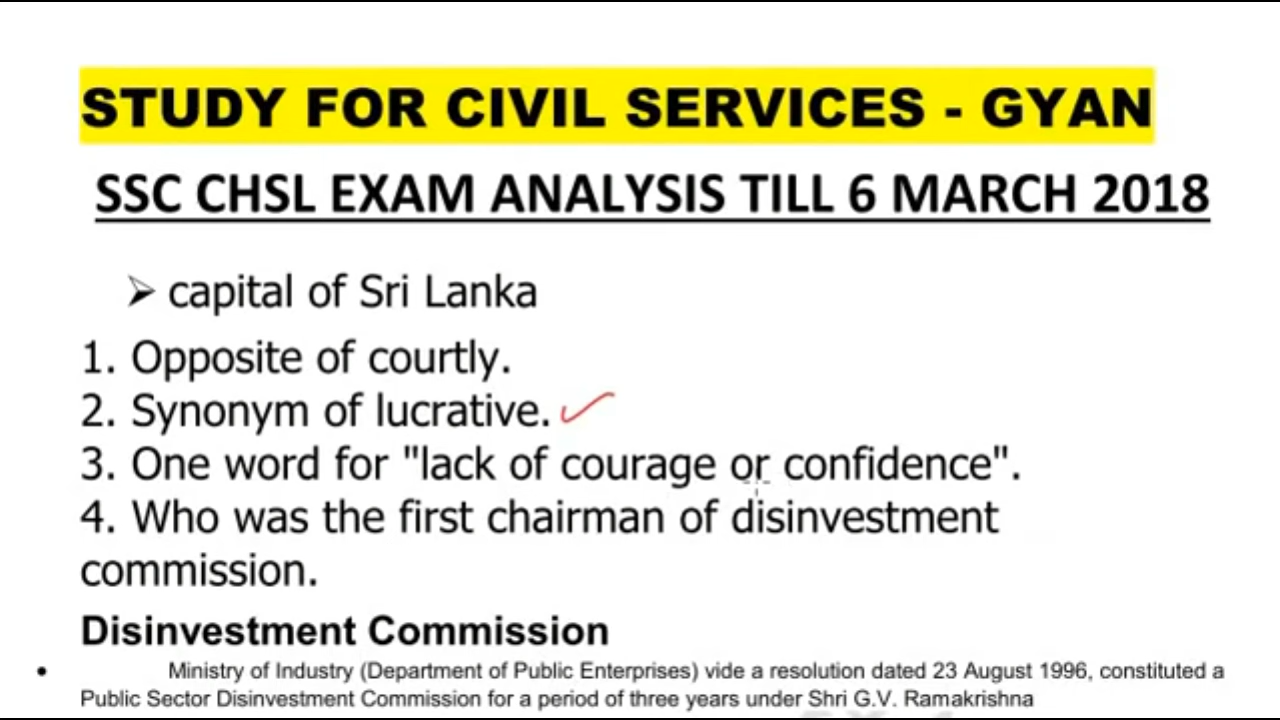 STUDY FOR CIVIL SERVICES - GYAN
SSC CHSL EXAM ANALYSIS TILL 6 MARCH 2018
➢ capital of Sri Lanka
1. Opposite of courtly.
2. Synonym of lucrative.
3. One word for "lack of courage or confidence".
4. Who was the first chairman of disinvestment
commission.
Disinvestment Commission
• Ministry of Industry (Department of Public Enterprises) vide a resolution dated 23 August 1996, constituted a
Public Sector Disinvestment Commission for a period of three years under Shri G.V. Ramakrishna